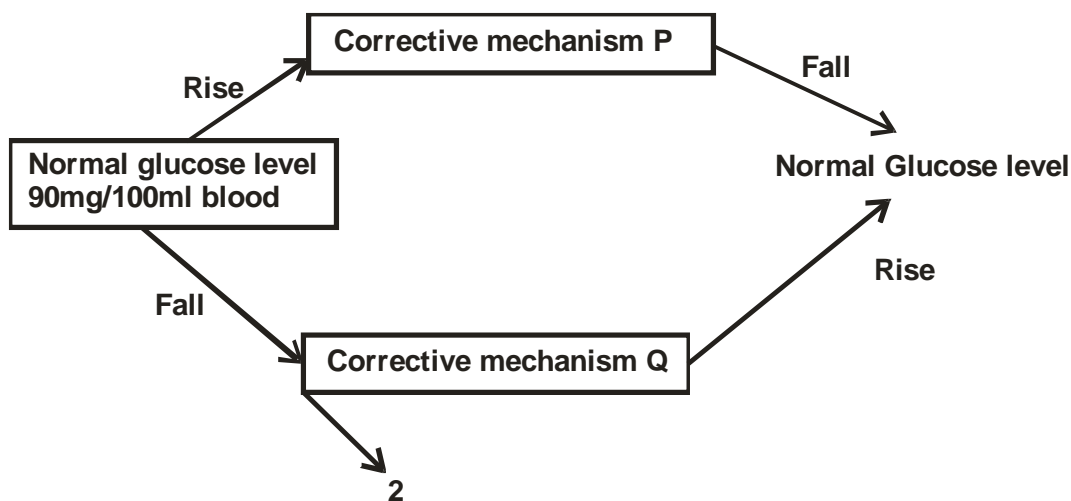 Corrective mechanism P
Rise
Fall
Normal glucose level
90mg/100ml blood
Normal Glucose level
Fall
Rise
Corrective mechanism Q
2